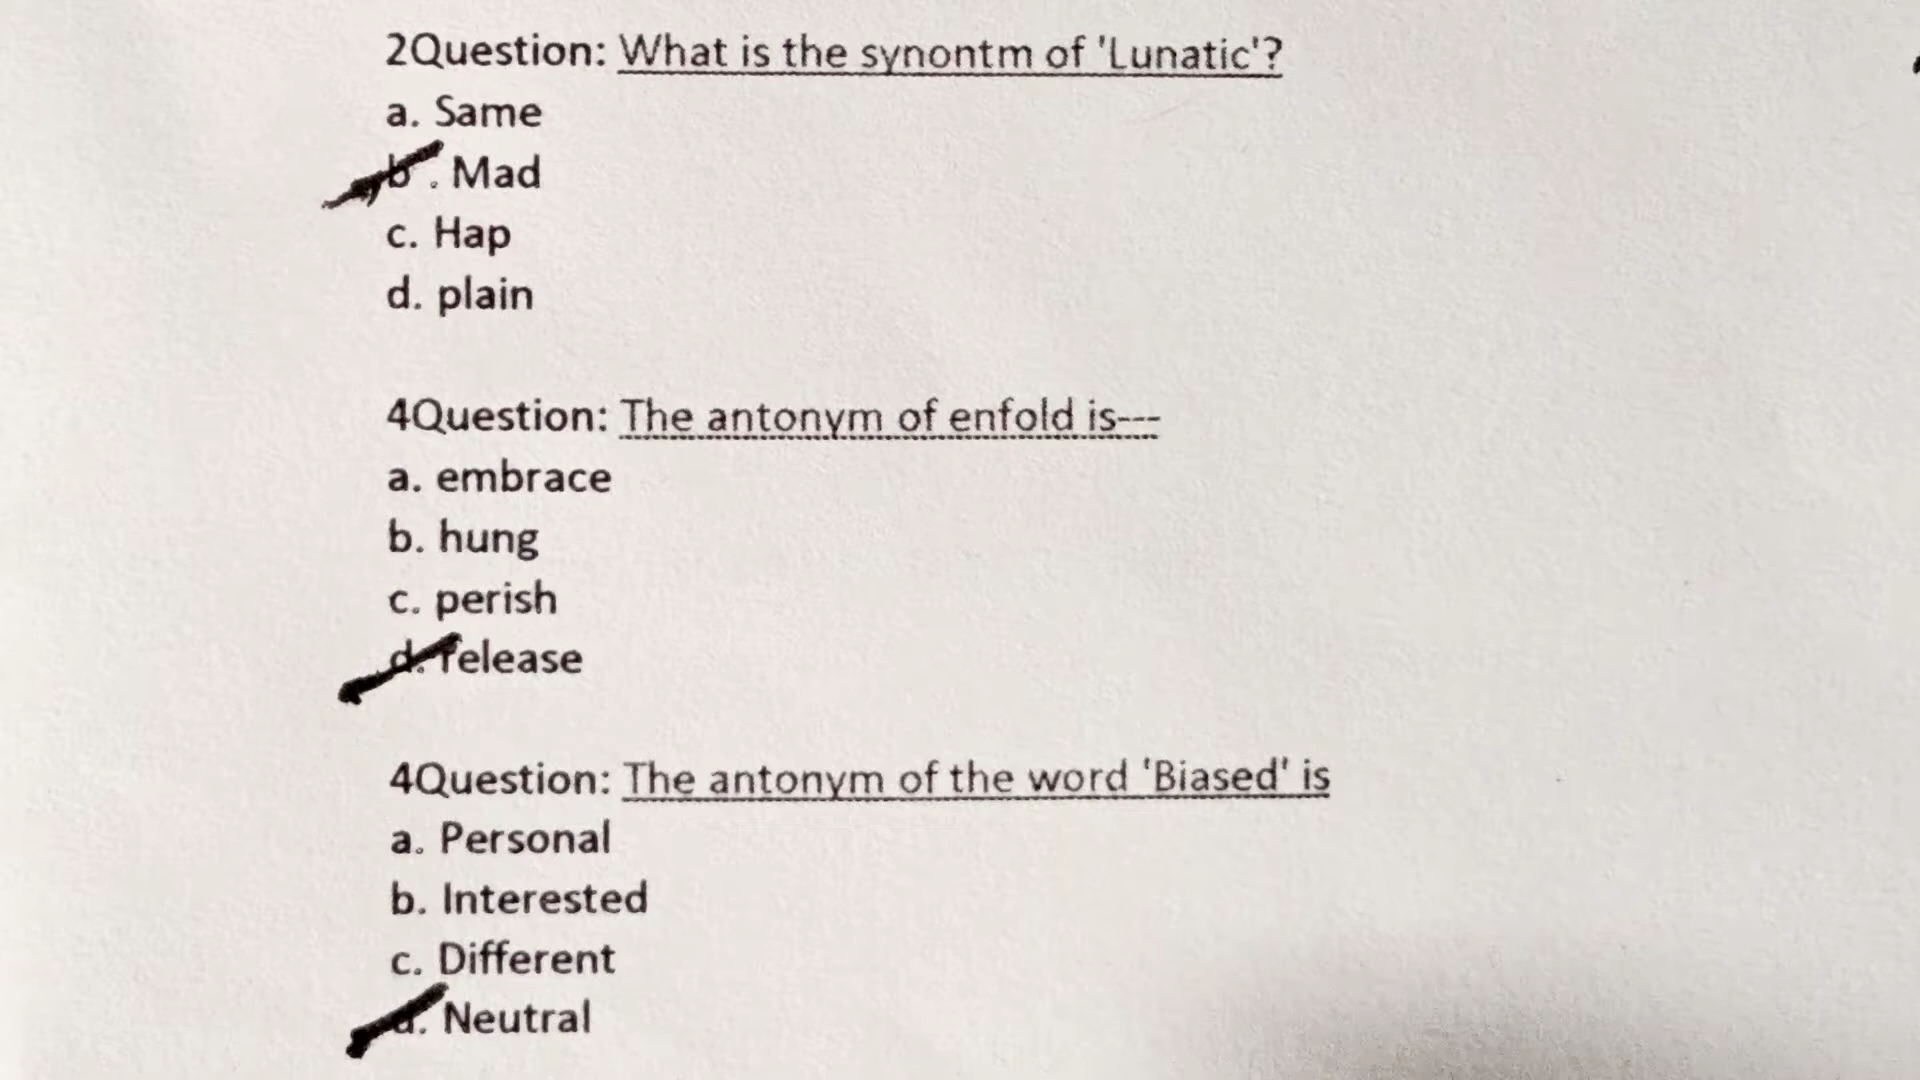 2Question: What is the synontm of 'Lunatic'?
a. Same
b . Mad
c. Hap
d. plain
4Question: The antonym of enfold is---
a. embrace
b. hung
c. perish
d. release
4Question: The antonym of the word 'Biased' is
a. Personal
b. Interested
c. Different
d. Neutral